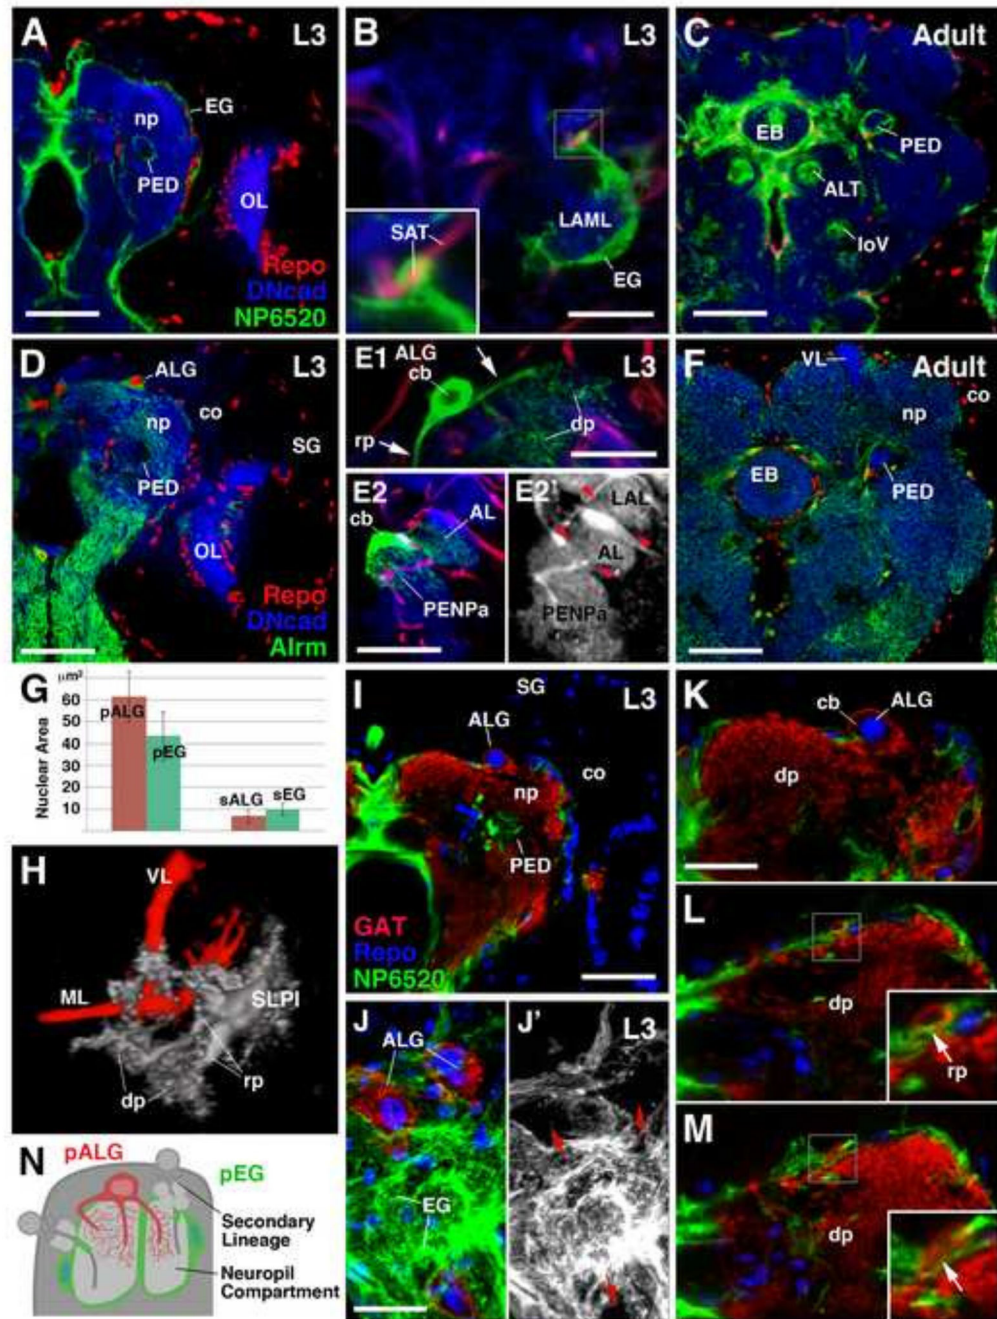 A L3
EG
np
PED
OL
Repo
DNcad
NP6520
B L3
SAT
LAML
EG
C Adult
EB
PED
ALT
loV
D L3
ALG
co
np
SG
PED
OL
Repo
DNcad
Alrm
E1 L3
ALG
cb
rp
dp
E2
cb
AL
PENPa
E2'
LAL
AL
PENPa
F Adult
VL
co
np
EB
PED
G
μm²
Nuclear Area
60
50
40
30
20
10
pALG
pEG
sALG sEG
H
VL
ML
SLPl
rp
dp
I L3
SG
ALG
co
np
PED
GAT
Repo
NP6520
J
ALG
EG
J' L3
K
cb ALG
dp
L
dp
rp
M
dp
N
pALG
pEG
Secondary
Lineage
Neuropil
Compartment